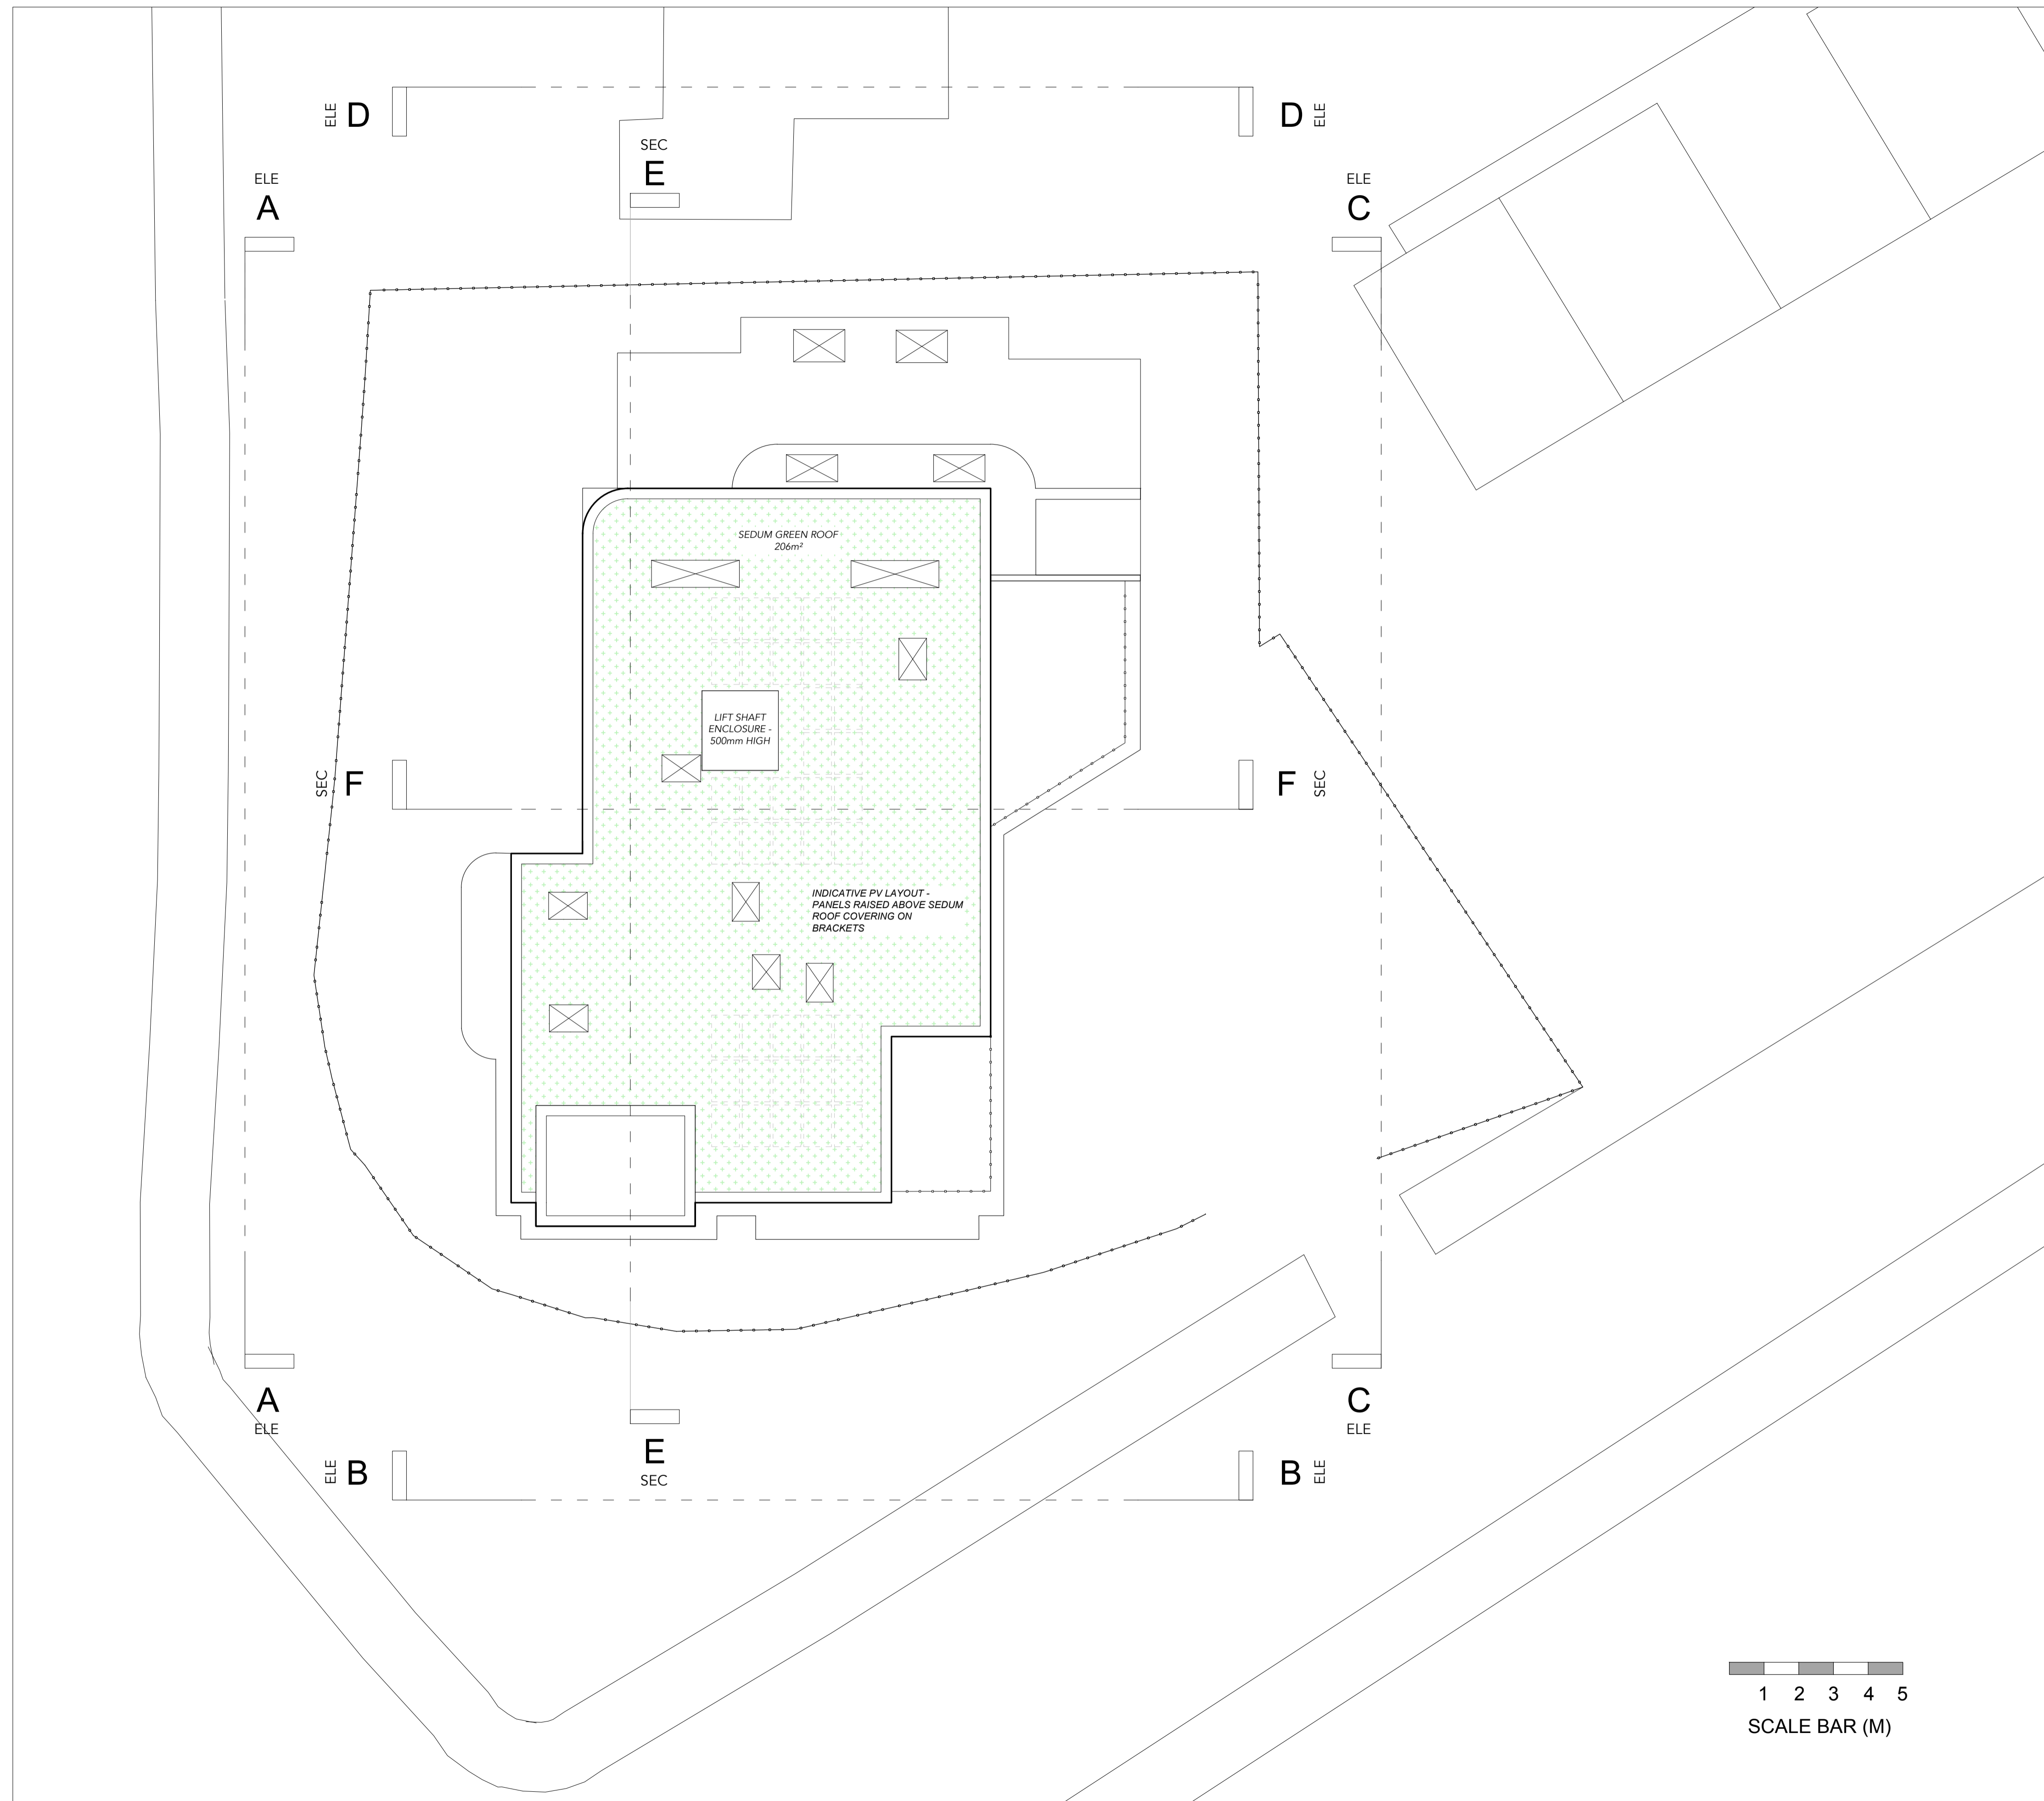 ELE
D
D
ELE
SEC
E
ELE
A
ELE
C
SEDUM GREEN ROOF
206m²
LIFT SHAFT
ENCLOSURE -
500mm HIGH
SEC
F
F
SEC
INDICATIVE PV LAYOUT -
PANELS RAISED ABOVE SEDUM
ROOF COVERING ON
BRACKETS
A
ELE
C
ELE
E
SEC
ELE
B
B
ELE
1 2 3 4 5
SCALE BAR (M)